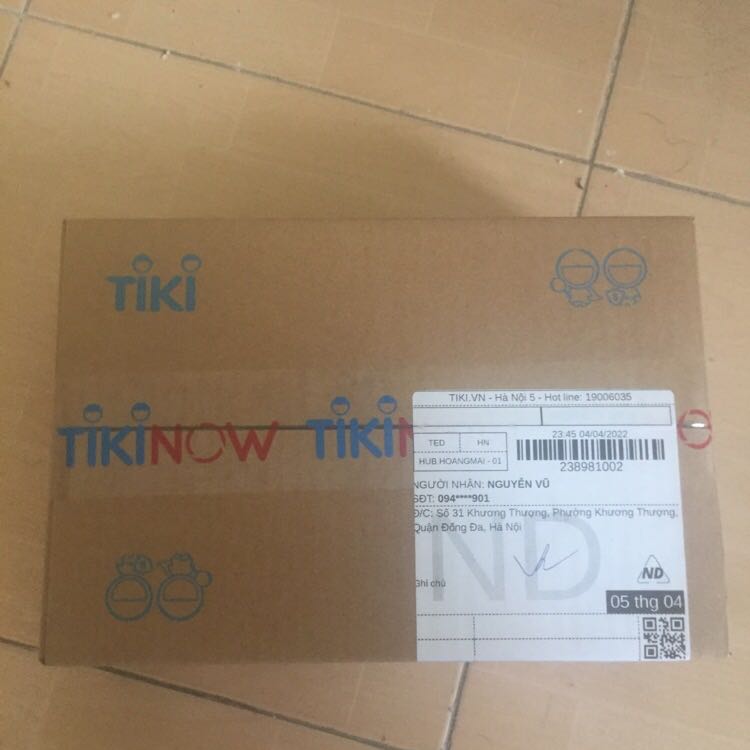 TIKI
TIKINOW TIKIN
TIKI.VN - Hà Nội 5 - Hot line: 19006035
TED HN
23:45 04/04/2022
HUB HOANGMAI - 01
238981002
NGƯỜI NHẬN: NGUYỄN VŨ
SĐT: 094****901
Đ/C: Số 31 Khương Thượng, Phường Khương Thượng,
Quận Đống Đa, Hà Nội
ND
Ghi chú
ND
05 thg 04